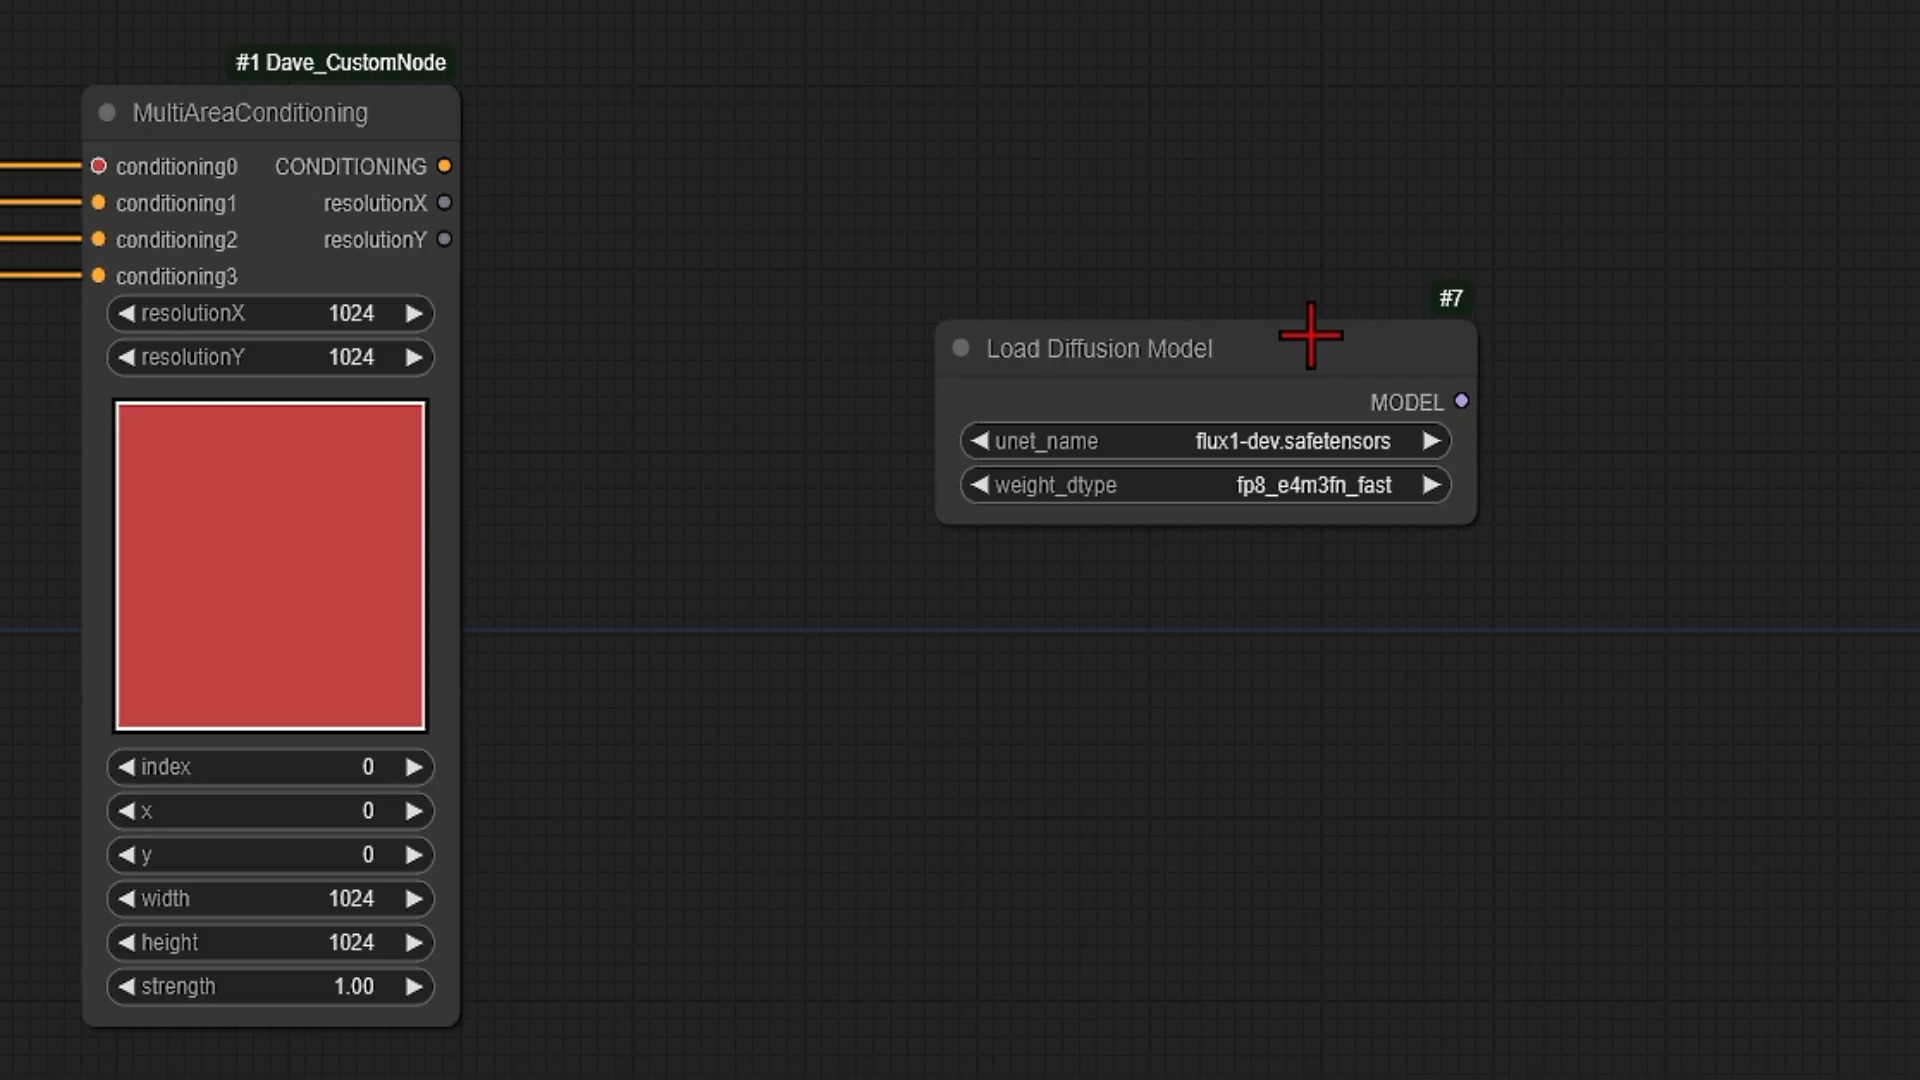 #1 Dave_CustomNode
MultiAreaConditioning
conditioning0 CONDITIONING
conditioning1 resolutionX
conditioning2 resolutionY
conditioning3
resolutionX 1024
resolutionY 1024
index 0
x 0
y 0
width 1024
height 1024
strength 1.00
#7
Load Diffusion Model
MODEL
unet_name flux1-dev.safetensors
weight_dtype fp8_e4m3fn_fast